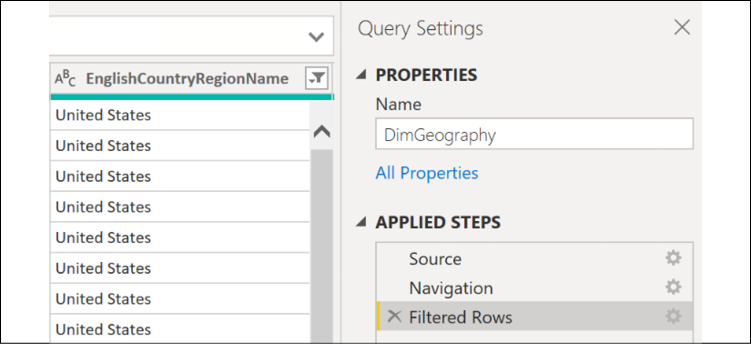 ABC EnglishCountryRegionName
United States
United States
United States
United States
United States
United States
United States
United States
Query Settings
PROPERTIES
Name
DimGeography
All Properties
APPLIED STEPS
Source
Navigation
Filtered Rows